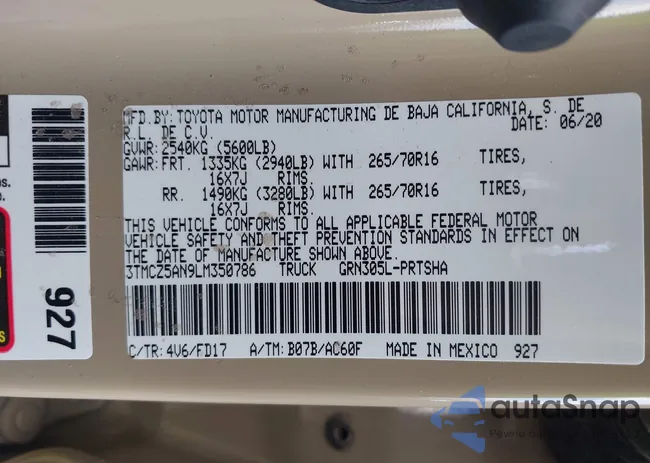 MFD.BY:TOYOTA MOTOR MANUFACTURING DE BAJA CALIFORNIA, S. DE
R.L. DE C.V. DATE: 06/20
GVWR:2540KG (5600LB)
GAWR:FRT. 1335KG (2940LB) WITH 265/70R16 TIRES,
16X7J RIMS.
RR. 1490KG (3280LB) WITH 265/70R16 TIRES,
16X7J RIMS.
THIS VEHICLE CONFORMS TO ALL APPLICABLE FEDERAL MOTOR
VEHICLE SAFETY AND THEFT PREVENTION STANDARDS IN EFFECT ON
THE DATE OF MANUFACTURE SHOWN ABOVE.
3TMCZ5AN9LM350786 TRUCK GRN305L-PRTSHA
C/TR: 4V6/FD17 A/TM: B07B/AC60F MADE IN MEXICO 927
927
autaSnap